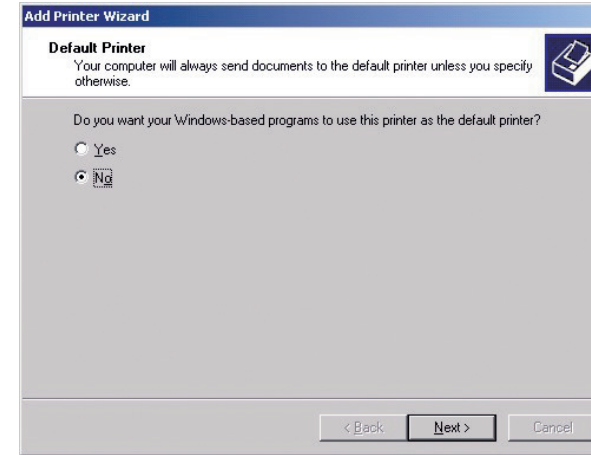 Add Printer Wizard
Default Printer
Your computer will always send documents to the default printer unless you specify
otherwise.
Do you want your Windows-based programs to use this printer as the default printer?
Yes
No
< Back
Next >
Cancel